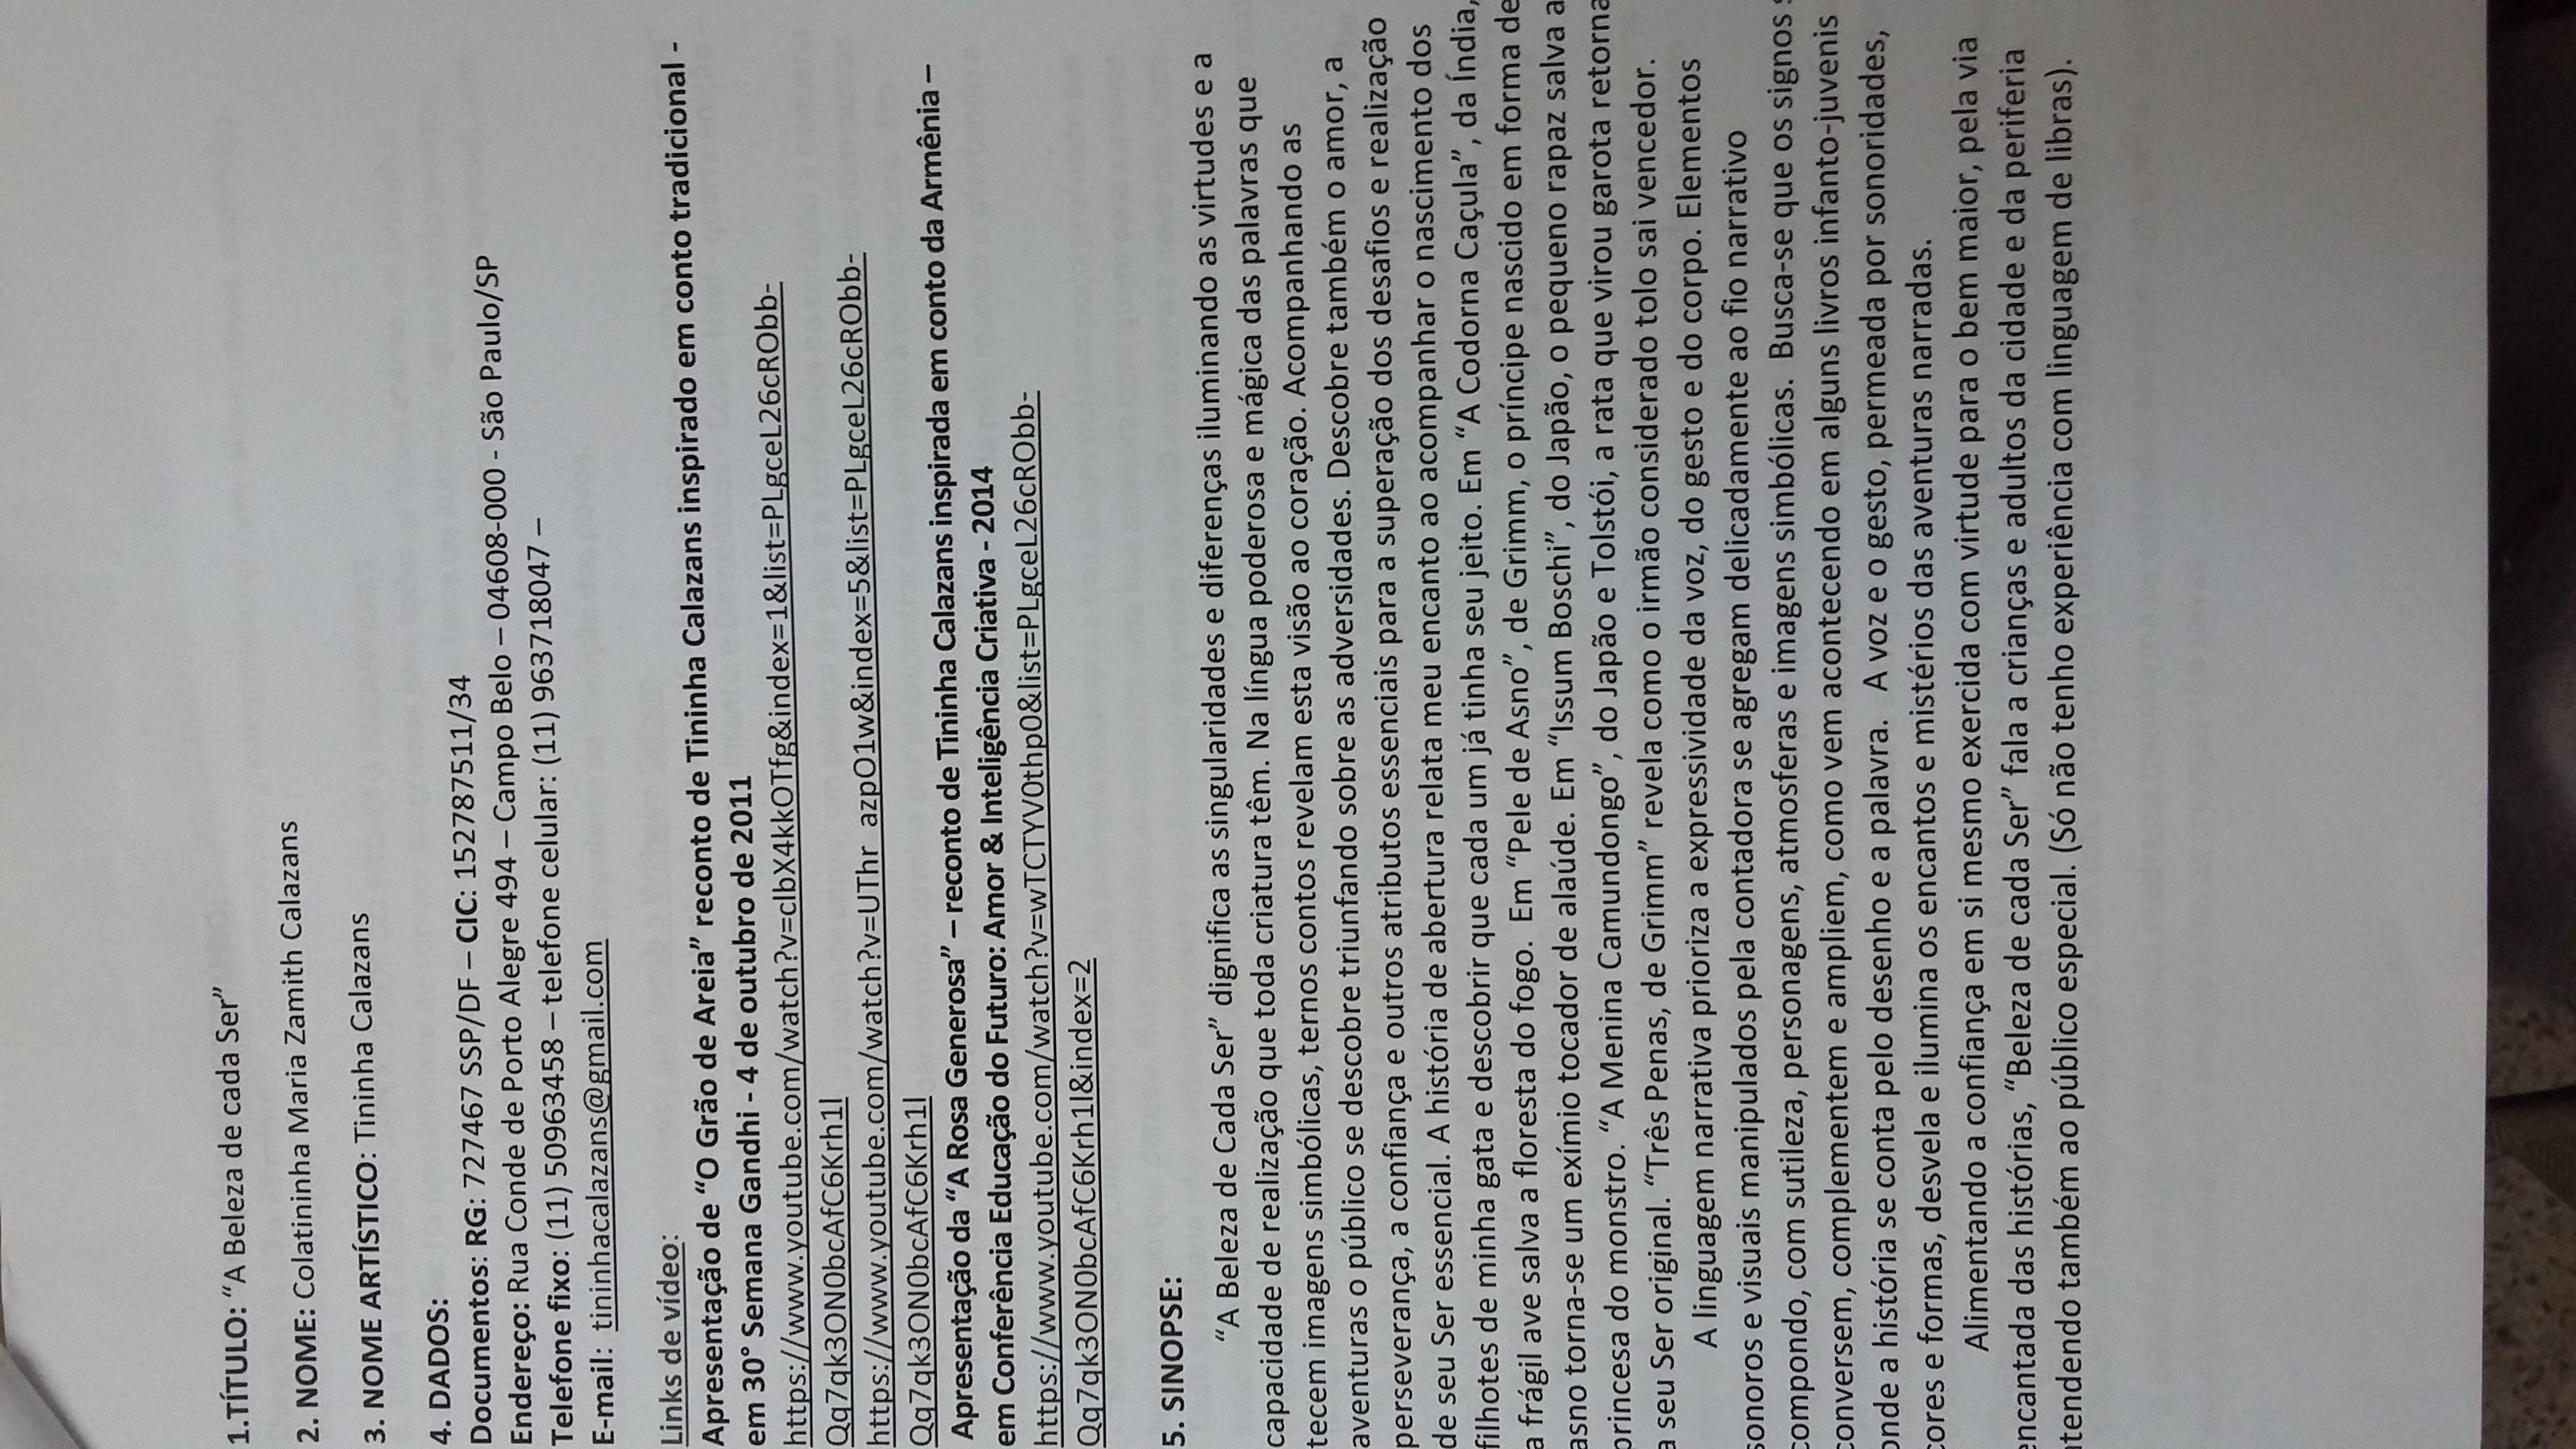 1.TÍTULO: “A Beleza de cada Ser”
2. NOME: Colatininha Maria Zamith Calazans
3. NOME ARTÍSTICO: Tininha Calazans
4. DADOS:
Documentos: RG: 727467 SSP/DF – CIC: 152787511/34
Endereço: Rua Conde de Porto Alegre 494 – Campo Belo – 04608-000 - São Paulo/SP
Telefone fixo: (11) 50963458 – telefone celular: (11) 963718047 –
E-mail: tininhacalazans@gmail.com
Links de vídeo:
Apresentação de “O Grão de Areia” reconto de Tininha Calazans inspirado em conto tradicional -
em 30° Semana Gandhi - 4 de outubro de 2011
https://www.youtube.com/watch?v=clbX4kkOTfg&index=1&list=PLgceL26cRObb-
Qq7qk3ON0bcAfC6Krh1l
https://www.youtube.com/watch?v=UThr_azpO1w&index=5&list=PLgceL26cRObb-
Qq7qk3ON0bcAfC6Krh1l
Apresentação da “A Rosa Generosa” – reconto de Tininha Calazans inspirada em conto da Armênia –
em Conferência Educação do Futuro: Amor & Inteligência Criativa - 2014
https://www.youtube.com/watch?v=wTCTYV0thp0&list=PLgceL26cRObb-
Qq7qk3ON0bcAfC6Krh1l&index=2
5. SINOPSE:
“A Beleza de Cada Ser” dignifica as singularidades e diferenças iluminando as virtudes e a
capacidade de realização que toda criatura têm. Na língua poderosa e mágica das palavras que
tecem imagens simbólicas, ternos contos revelam esta visão ao coração. Acompanhando as
aventuras o público se descobre triunfando sobre as adversidades. Descobre também o amor, a
perseverança, a confiança e outros atributos essenciais para a superação dos desafios e realização
de seu Ser essencial. A história de abertura relata meu encanto ao acompanhar o nascimento dos
filhotes de minha gata e descobrir que cada um já tinha seu jeito. Em “A Codorna Caçula”, da Índia,
a frágil ave salva a floresta do fogo. Em “Pele de Asno”, de Grimm, o príncipe nascido em forma de
asno torna-se um exímio tocador de alaúde. Em “Issum Boschi”, do Japão, o pequeno rapaz salva a
princesa do monstro. “A Menina Camundongo”, do Japão e Tolstói, a rata que virou garota retorna
a seu Ser original. “Três Penas, de Grimm” revela como o irmão considerado tolo sai vencedor.
A linguagem narrativa prioriza a expressividade da voz, do gesto e do corpo. Elementos
sonoros e visuais manipulados pela contadora se agregam delicadamente ao fio narrativo
compondo, com sutileza, personagens, atmosferas e imagens simbólicas. Busca-se que os signos
conversem, complementem e ampliem, como vem acontecendo em alguns livros infanto-juvenis
onde a história se conta pelo desenho e a palavra. A voz e o gesto, permeada por sonoridades,
cores e formas, desvela e ilumina os encantos e mistérios das aventuras narradas.
Alimentando a confiança em si mesmo exercida com virtude para o bem maior, pela via
encantada das histórias, “Beleza de cada Ser” fala a crianças e adultos da cidade e da periferia
atendendo também ao público especial. (Só não tenho experiência com linguagem de libras).